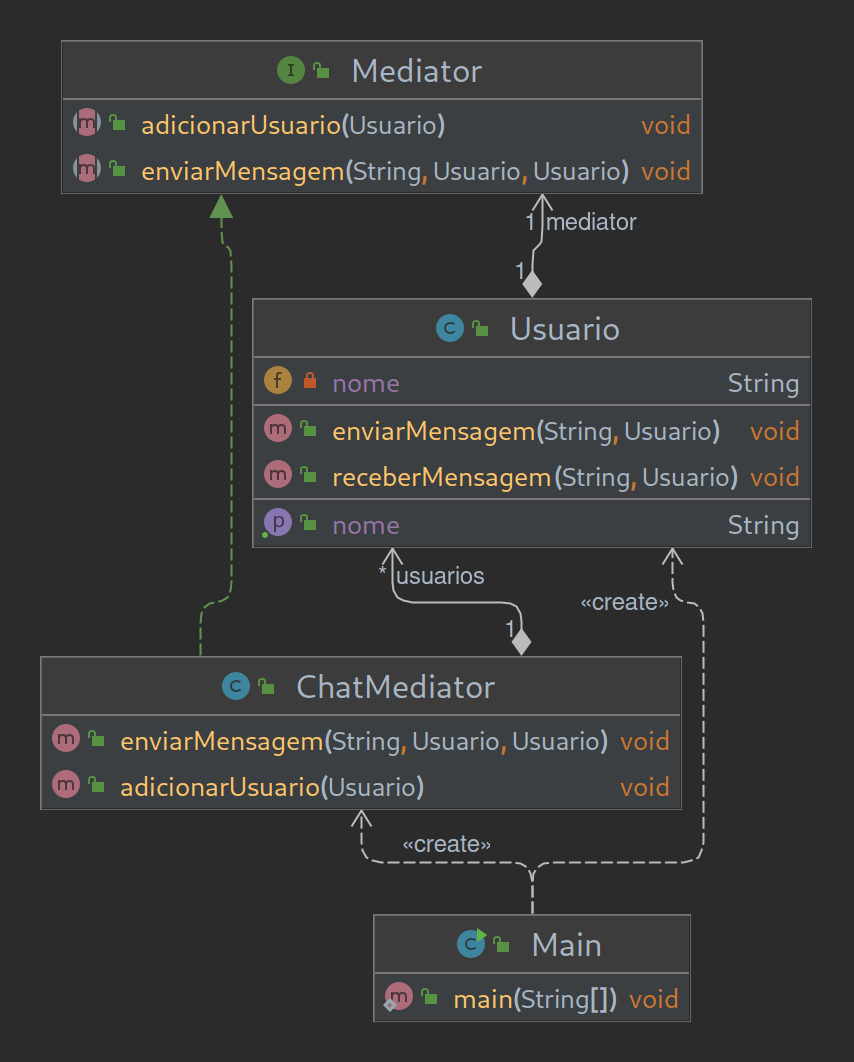 I Mediator
m adicionarUsuario(Usuario) void
m enviarMensagem(String, Usuario, Usuario) void
1 mediator
1
C Usuario
f nome String
m enviarMensagem(String, Usuario) void
m receberMensagem(String, Usuario) void
p nome String
* usuarios
«create»
1
C ChatMediator
m enviarMensagem(String, Usuario, Usuario) void
m adicionarUsuario(Usuario) void
«create»
C Main
m main(String[]) void